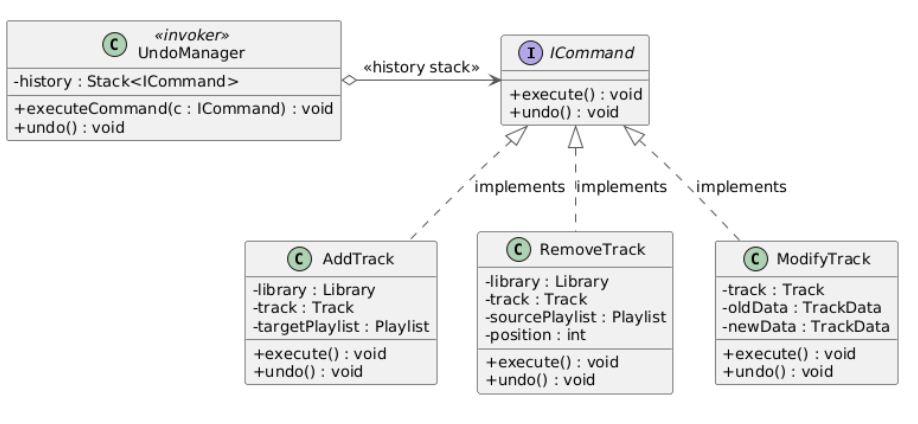 C
«invoker»
UndoManager
-history : Stack<ICommand>
+executeCommand(c : ICommand) : void
+undo() : void
«history stack»
I ICommand
+execute() : void
+undo() : void
implements
implements
implements
C AddTrack
-library : Library
-track : Track
-targetPlaylist : Playlist
+execute() : void
+undo() : void
C RemoveTrack
-library : Library
-track : Track
-sourcePlaylist : Playlist
-position : int
+execute() : void
+undo() : void
C ModifyTrack
-track : Track
-oldData : TrackData
-newData : TrackData
+execute() : void
+undo() : void